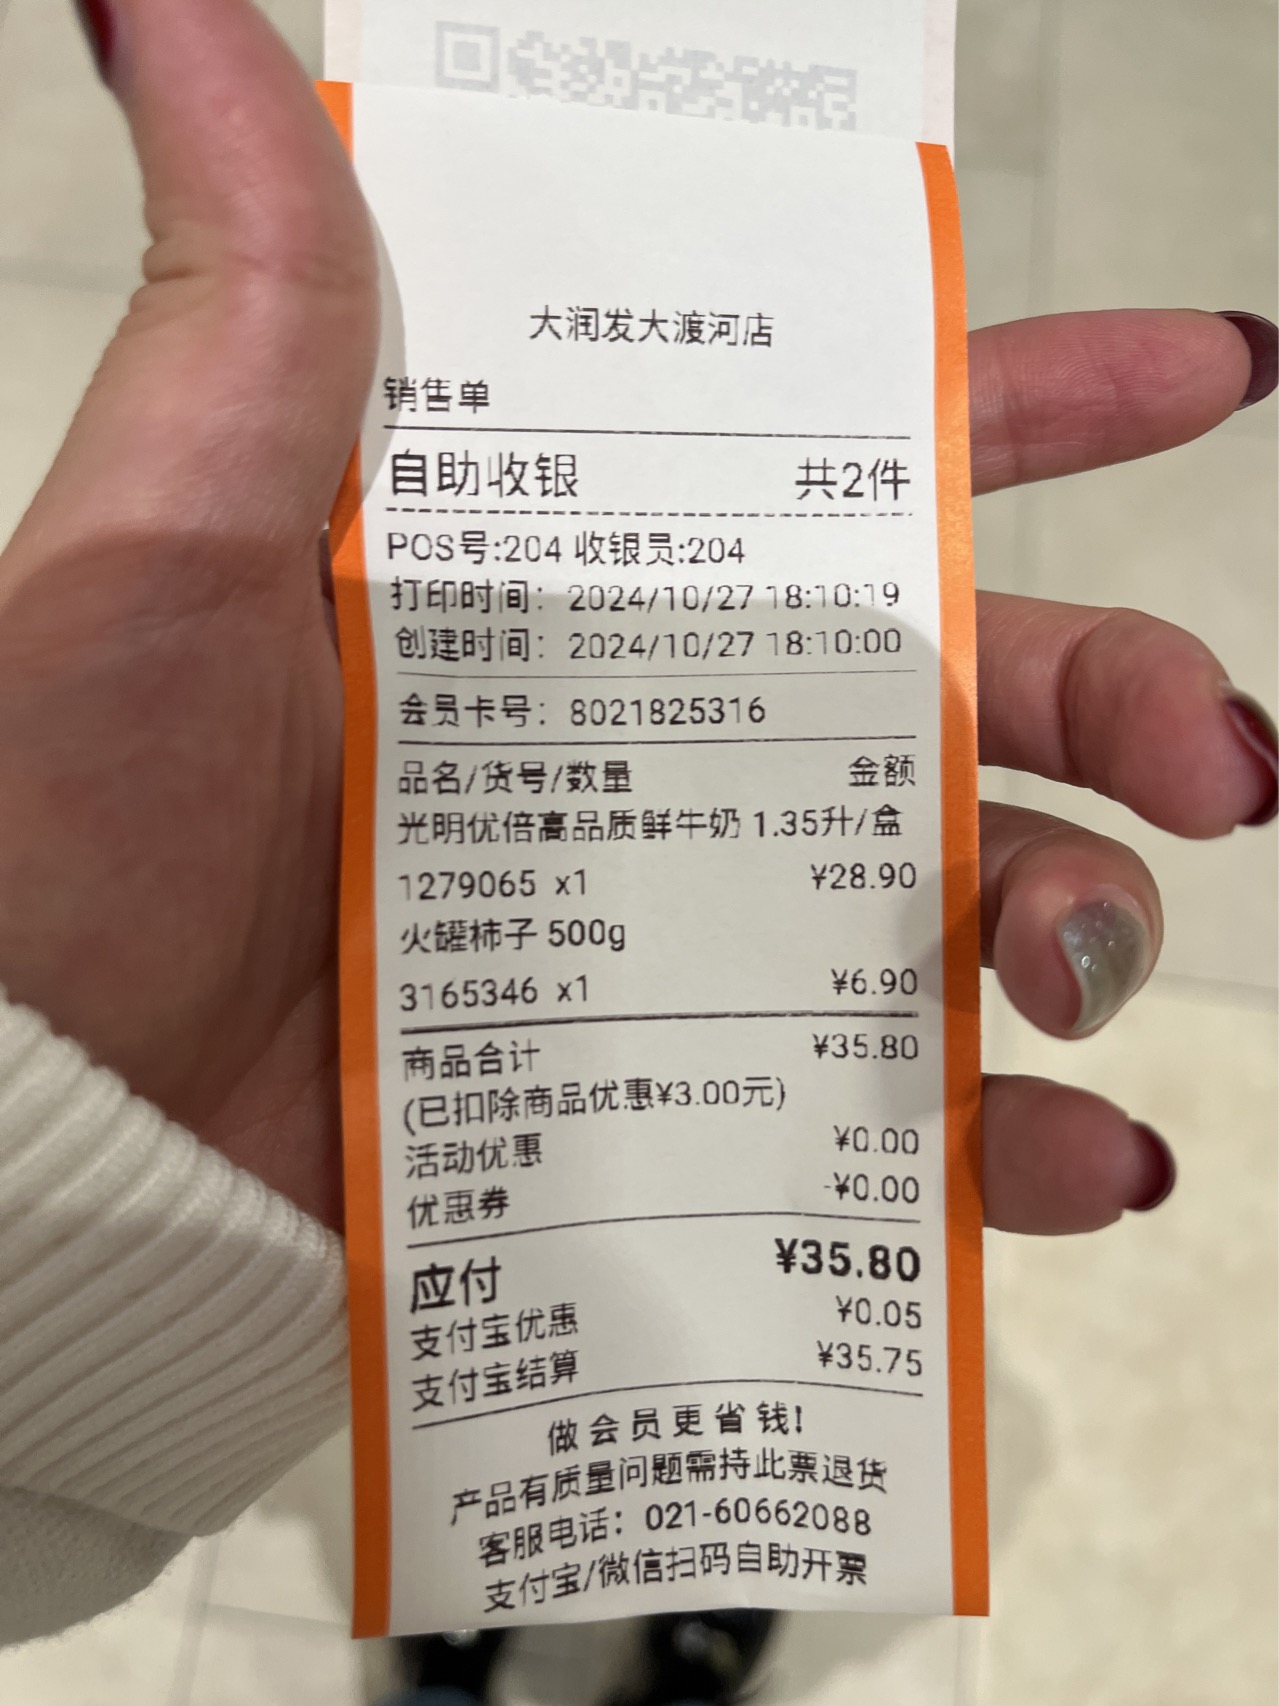 大润发大渡河店
销售单
自助收银 共2件
POS号:204 收银员:204
打印时间: 2024/10/27 18:10:19
创建时间: 2024/10/27 18:10:00
会员卡号: 8021825316
品名/货号/数量 金额
光明优倍高品质鲜牛奶 1.35升/盒
1279065 x1 ¥28.90
火罐柿子 500g
3165346 x1 ¥6.90
商品合计 ¥35.80
(已扣除商品优惠¥3.00元)
活动优惠 ¥0.00
优惠券 -¥0.00
应付 ¥35.80
支付宝优惠 ¥0.05
支付宝结算 ¥35.75
做会员更省钱!
产品有质量问题需持此票退货
客服电话: 021-60662088
支付宝/微信扫码自助开票